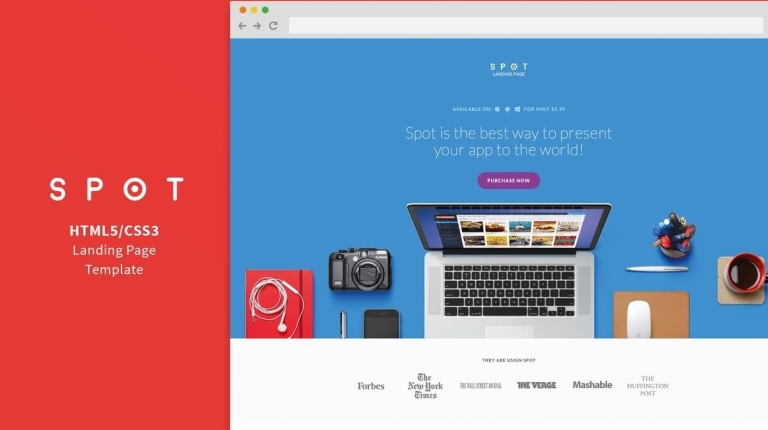 SPOT
HTML5/CSS3
Landing Page
Template
SPOT
LANDING PAGE
AVAILABLE ON: FOR ONLY $5.99
Spot is the best way to present
your app to the world!
PURCHASE NOW
THEY ARE USIGN SPOT
Forbes
The
New York
Times
THE WALL STREET JOURNAL
THE VERGE
Mashable
THE
HUFFINGTON
POST